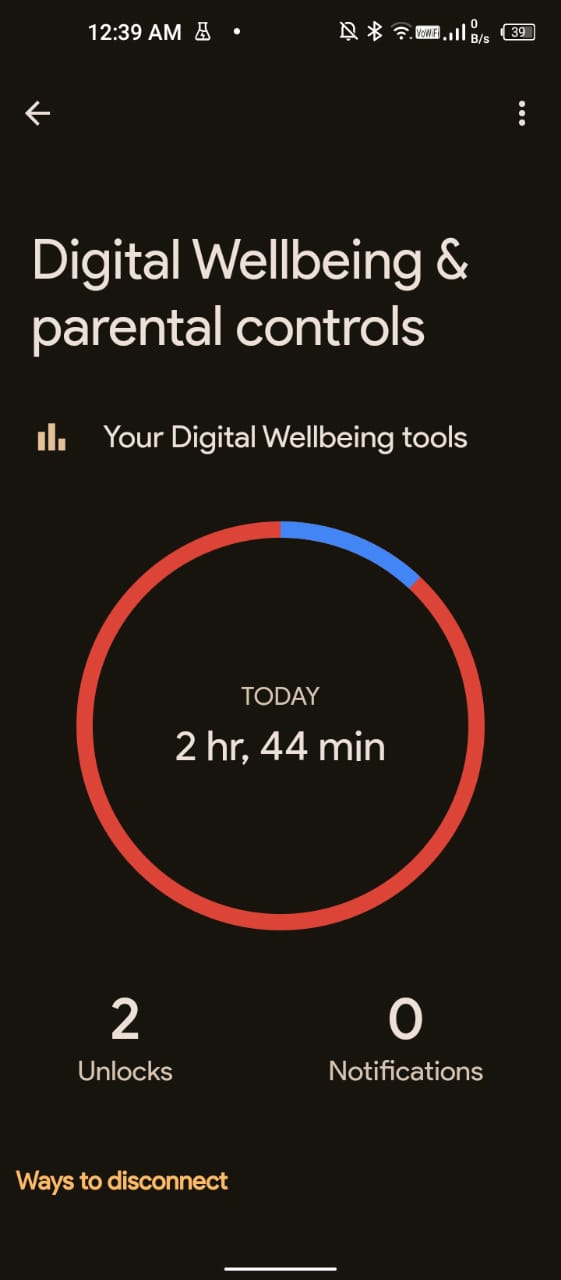 12:39 AM
VoWiFi
0
B/s
39
Digital Wellbeing &
parental controls
Your Digital Wellbeing tools
TODAY
2 hr, 44 min
2
0
Unlocks
Notifications
Ways to disconnect